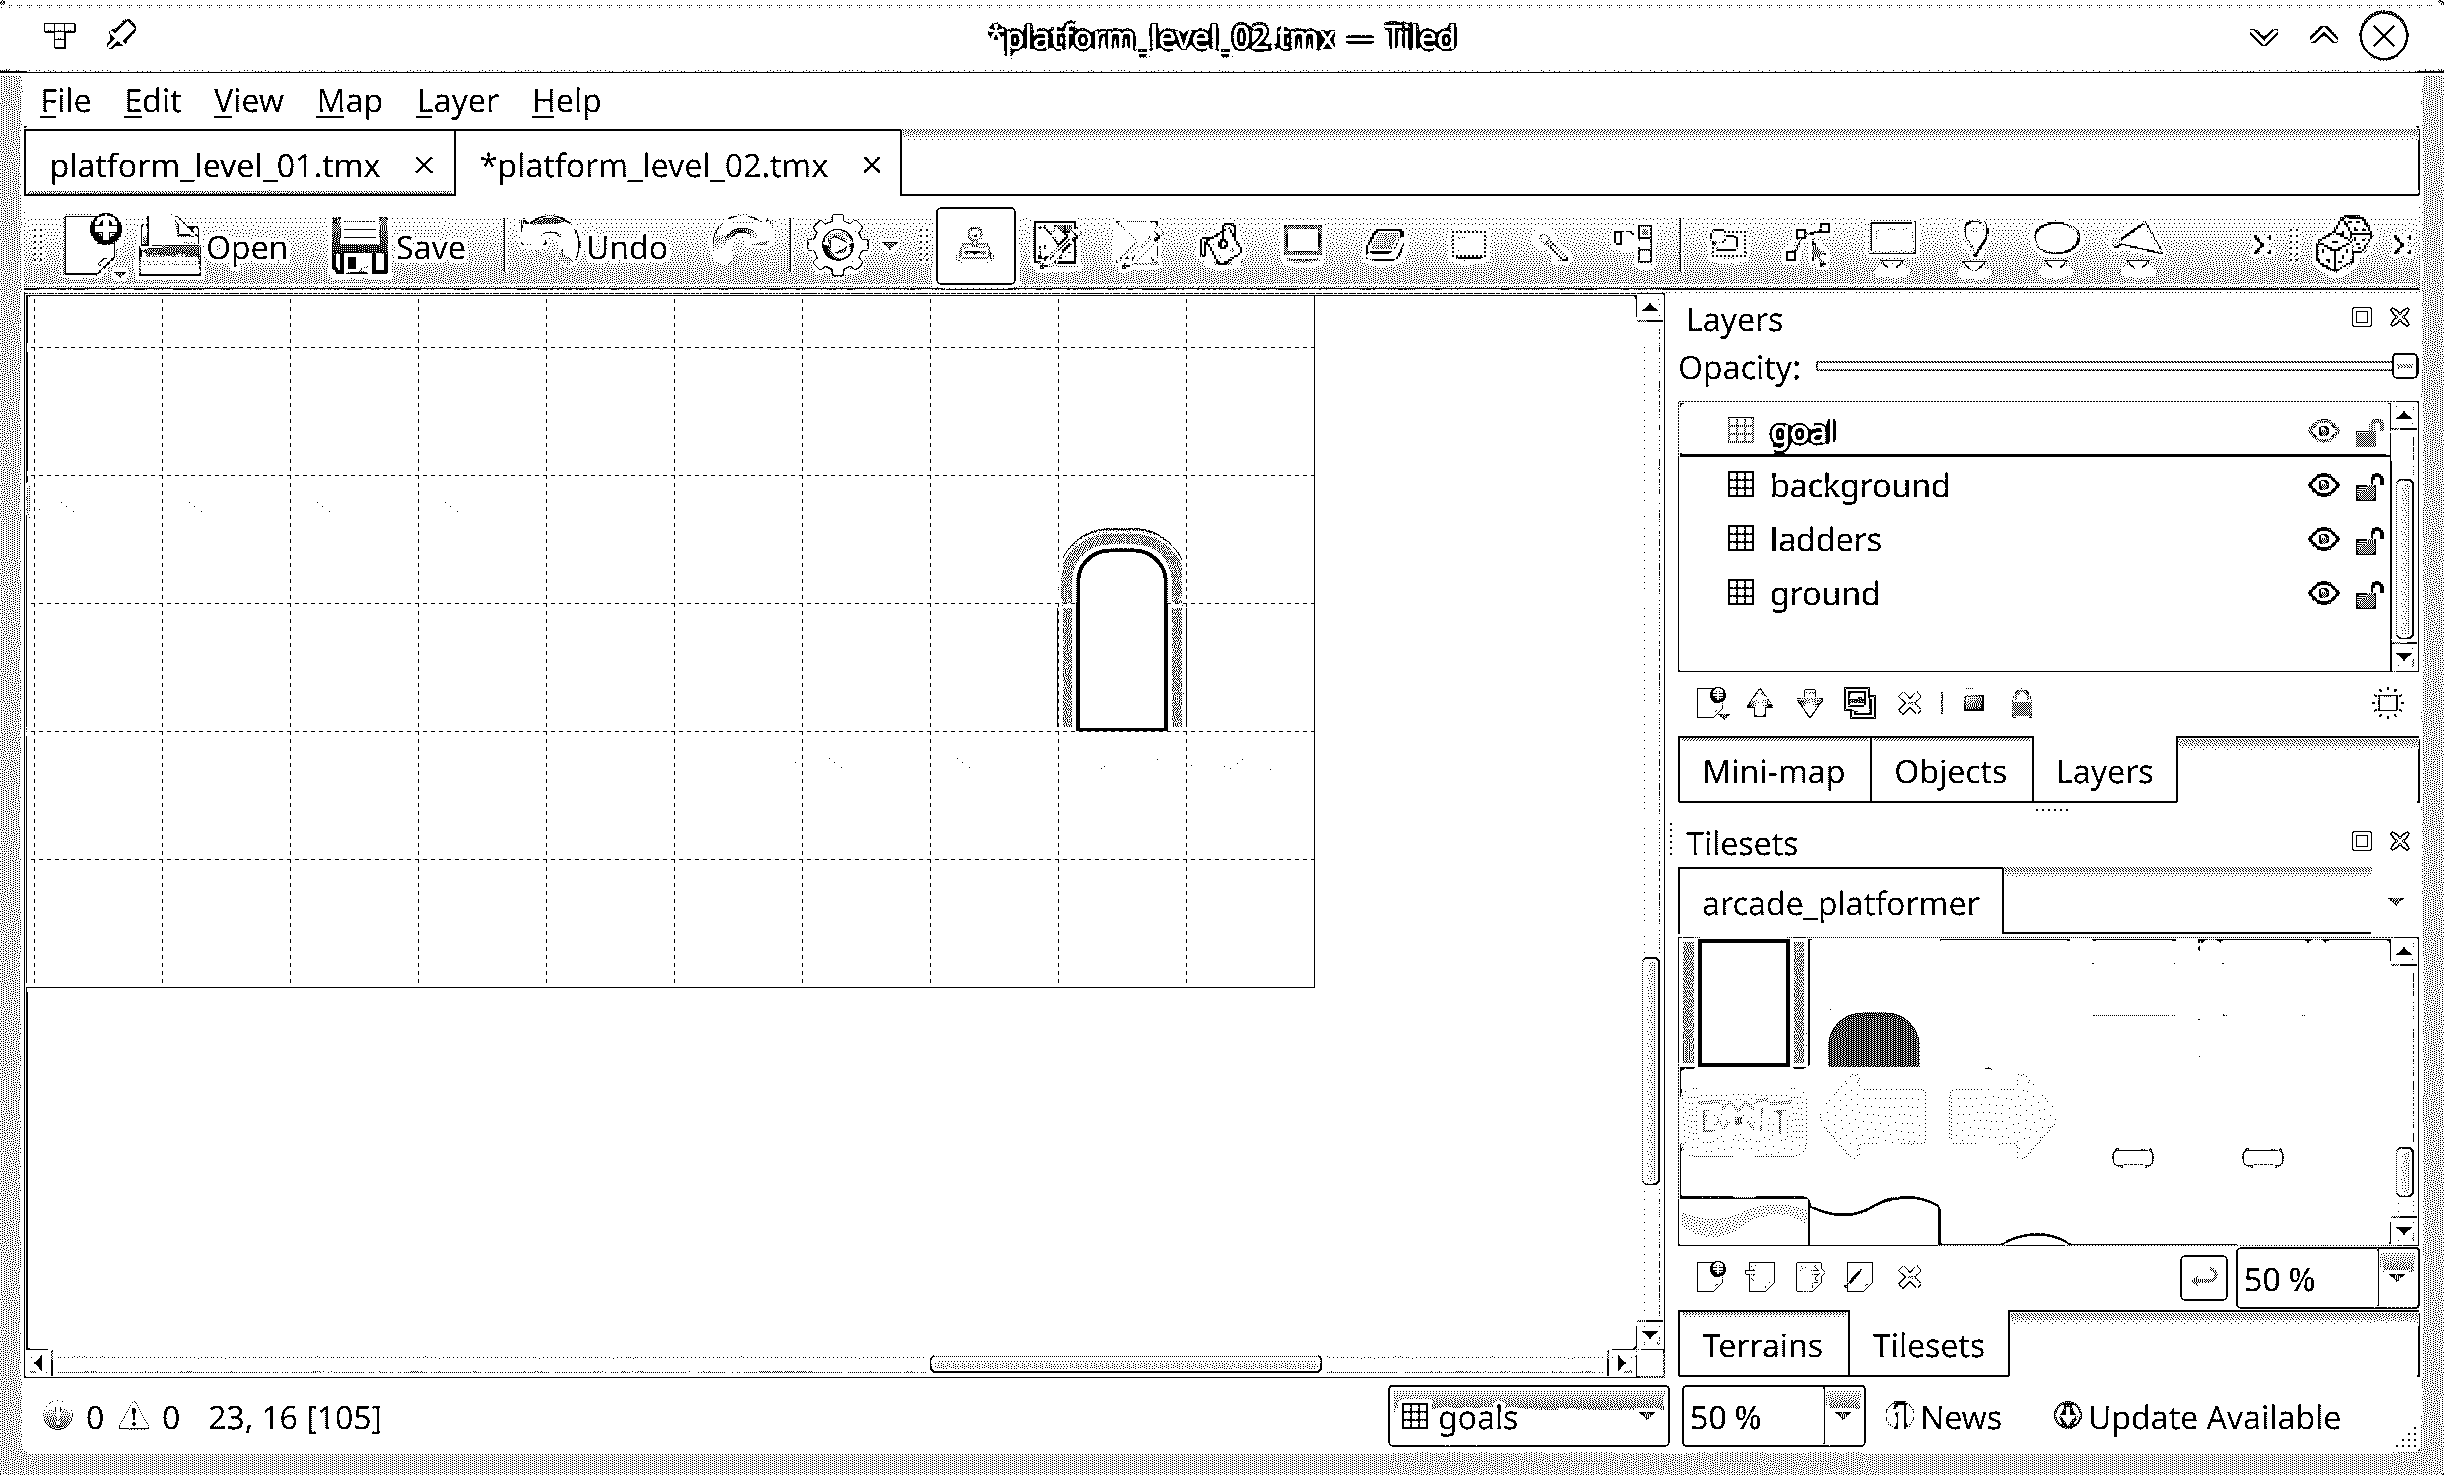 *platform_level_02.tmx — Tiled
File Edit View Map Layer Help
platform_level_01.tmx *platform_level_02.tmx
Open Save Undo
Layers
Opacity:
goal
background
ladders
ground
Mini-map Objects Layers
Tilesets
arcade_platformer
EXIT
50 %
Terrains Tilesets
0 0 23, 16 [105] goals 50 % News Update Available